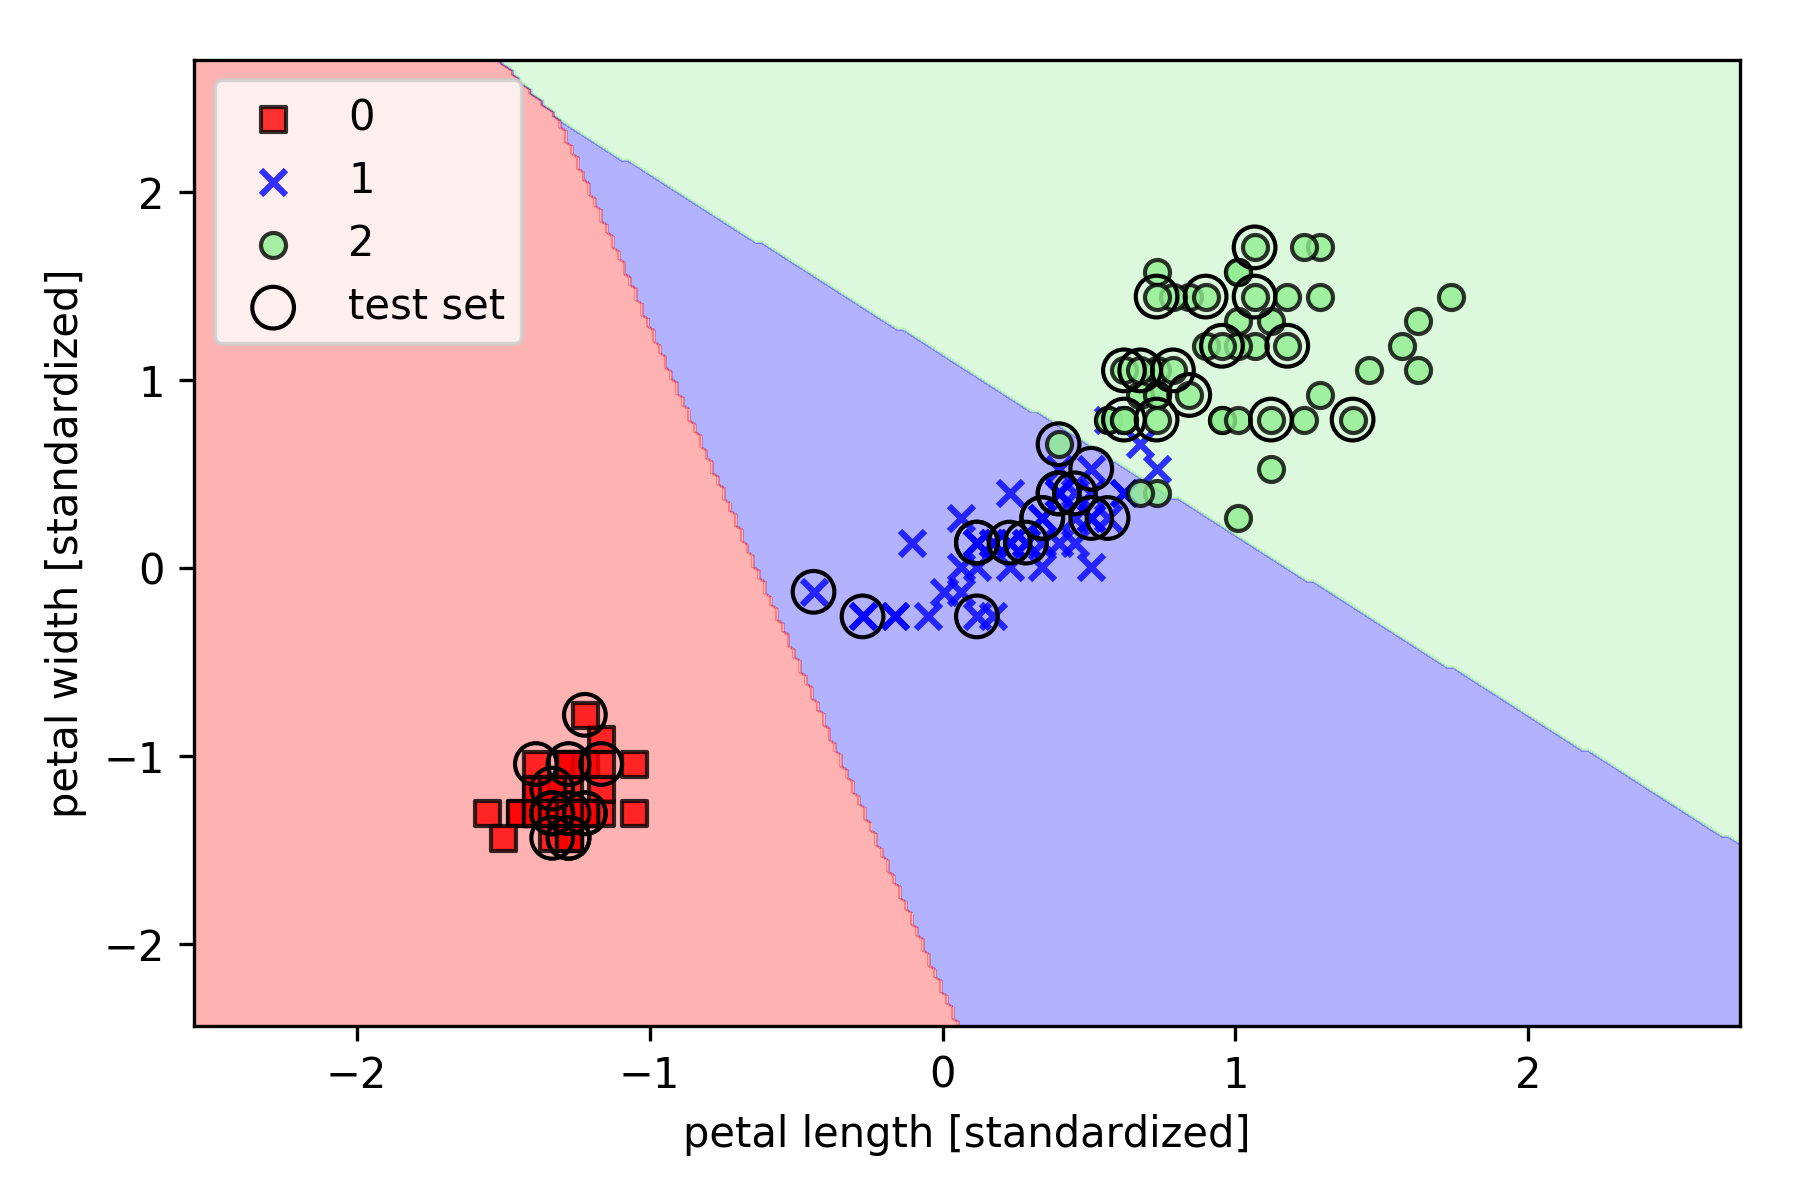 0
1
2
test set
2
1
0
−1
−2
petal width [standardized]
−2 −1 0 1 2
petal length [standardized]